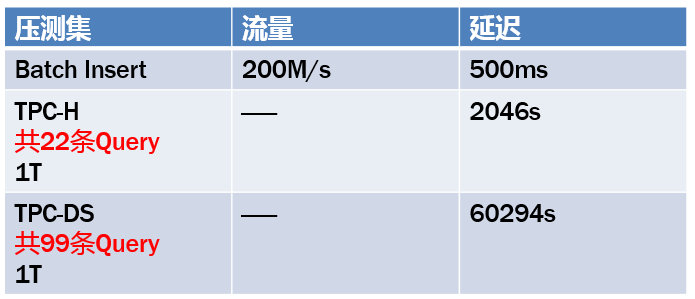 压测集 流量 延迟
Batch Insert 200M/s 500ms
TPC-H —— 2046s
共22条Query
1T
TPC-DS —— 60294s
共99条Query
1T